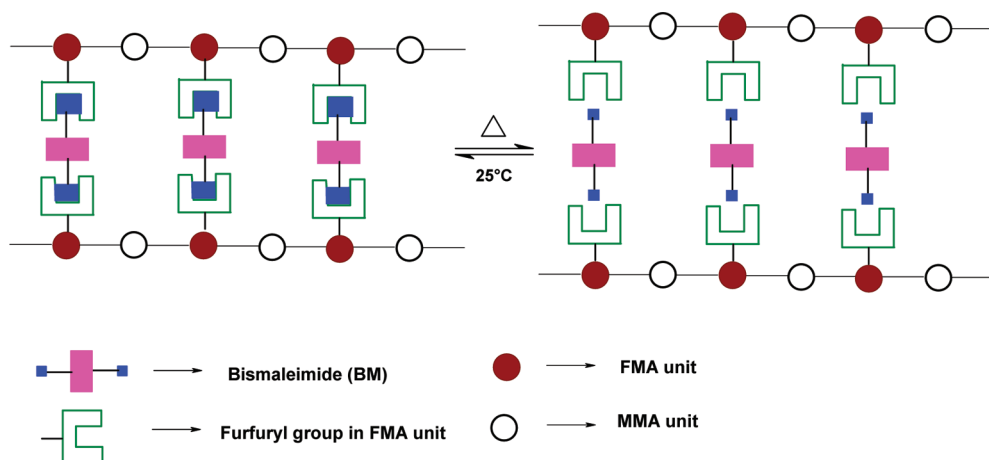 25°C
Bismaleimide (BM)
FMA unit
Furfuryl group in FMA unit
MMA unit